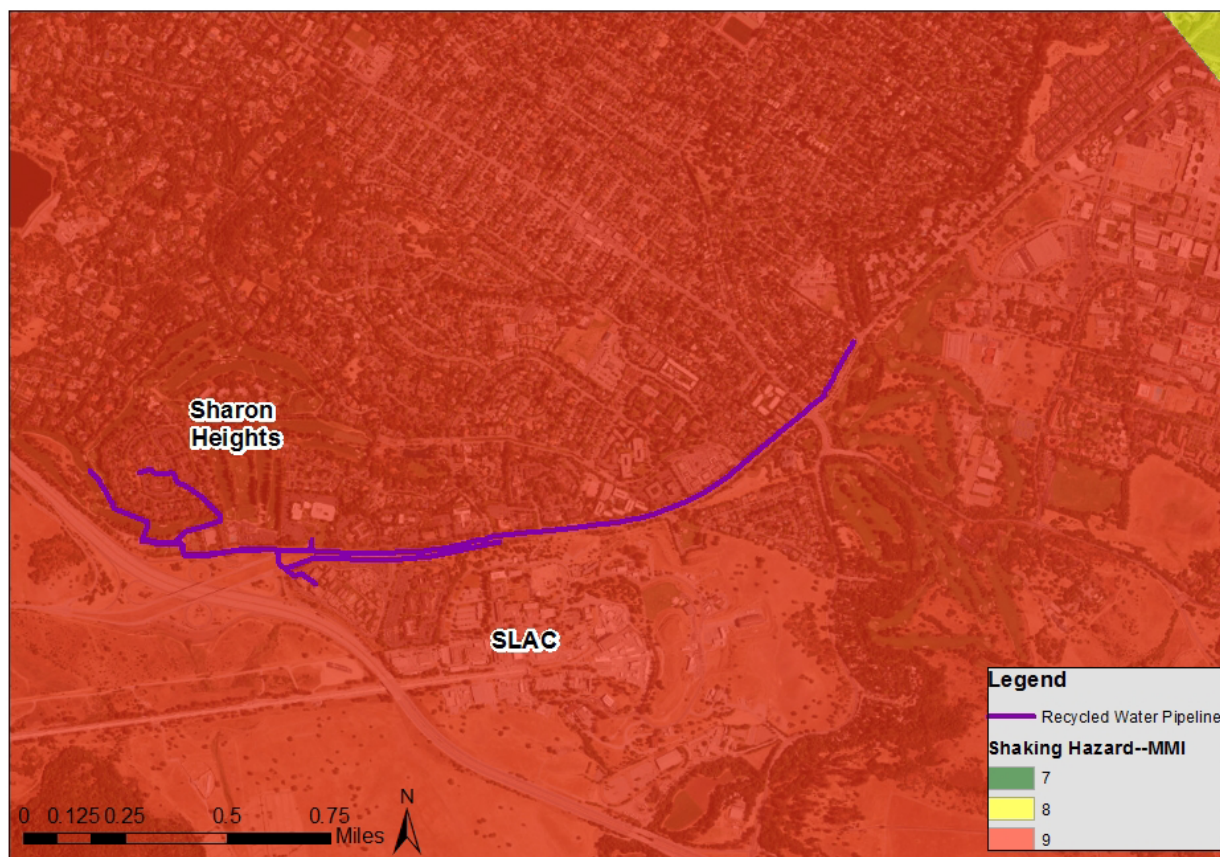 Sharon
Heights
SLAC
Legend
Recycled Water Pipeline
Shaking Hazard--MMI
7
8
9
0 0.125 0.25 0.5 0.75
Miles
N